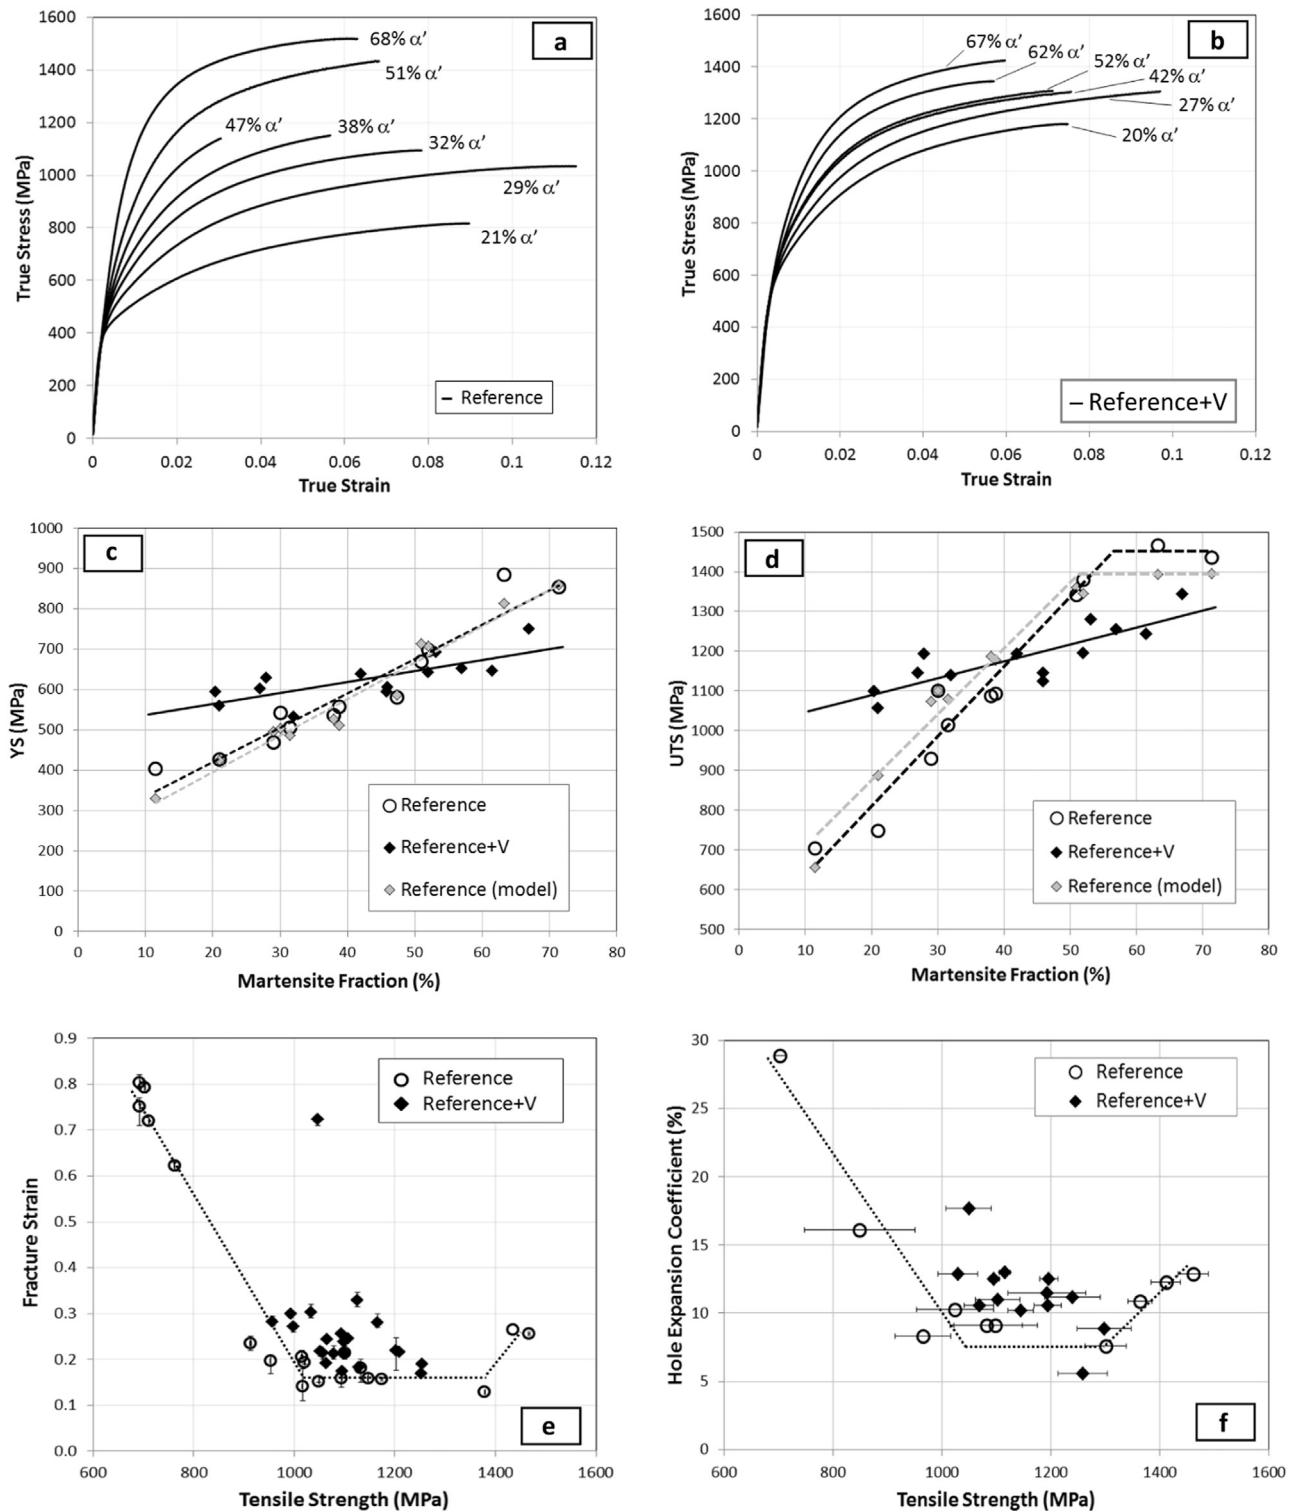 a
True Stress (MPa)
1600
1400
1200
1000
800
600
400
200
0
68% α’
51% α’
47% α’
38% α’
32% α’
29% α’
21% α’
Reference
0 0.02 0.04 0.06 0.08 0.1 0.12
True Strain
b
True Stress (MPa)
1600
1400
1200
1000
800
600
400
200
0
67% α’
62% α’
52% α’
42% α’
27% α’
20% α’
Reference+V
0 0.02 0.04 0.06 0.08 0.1 0.12
True Strain
c
YS (MPa)
1000
900
800
700
600
500
400
300
200
100
0
Reference
Reference+V
Reference (model)
0 10 20 30 40 50 60 70 80
Martensite Fraction (%)
d
UTS (MPa)
1500
1400
1300
1200
1100
1000
900
800
700
600
500
Reference
Reference+V
Reference (model)
0 10 20 30 40 50 60 70 80
Martensite Fraction (%)
e
Fracture Strain
0.9
0.8
0.7
0.6
0.5
0.4
0.3
0.2
0.1
0.0
Reference
Reference+V
600 800 1000 1200 1400 1600
Tensile Strength (MPa)
f
Hole Expansion Coefficient (%)
30
25
20
15
10
5
0
Reference
Reference+V
600 800 1000 1200 1400 1600
Tensile Strength (MPa)